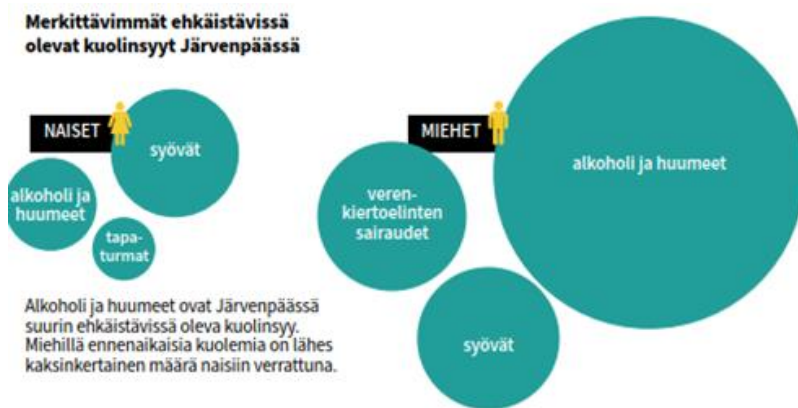 Merkittävimmät ehkäistävissä
olevat kuolinsyyt Järvenpäässä
NAISET
syövät
alkoholi ja
huumeet
tapa-
turmat
MIEHET
alkoholi ja huumeet
veren-
kiertoelinten
sairaudet
syövät
Alkoholi ja huumeet ovat Järvenpäässä
suurin ehkäistävissä oleva kuolinsyy.
Miehillä ennenaikaisia kuolemia on lähes
kaksinkertainen määrä naisiin verrattuna.